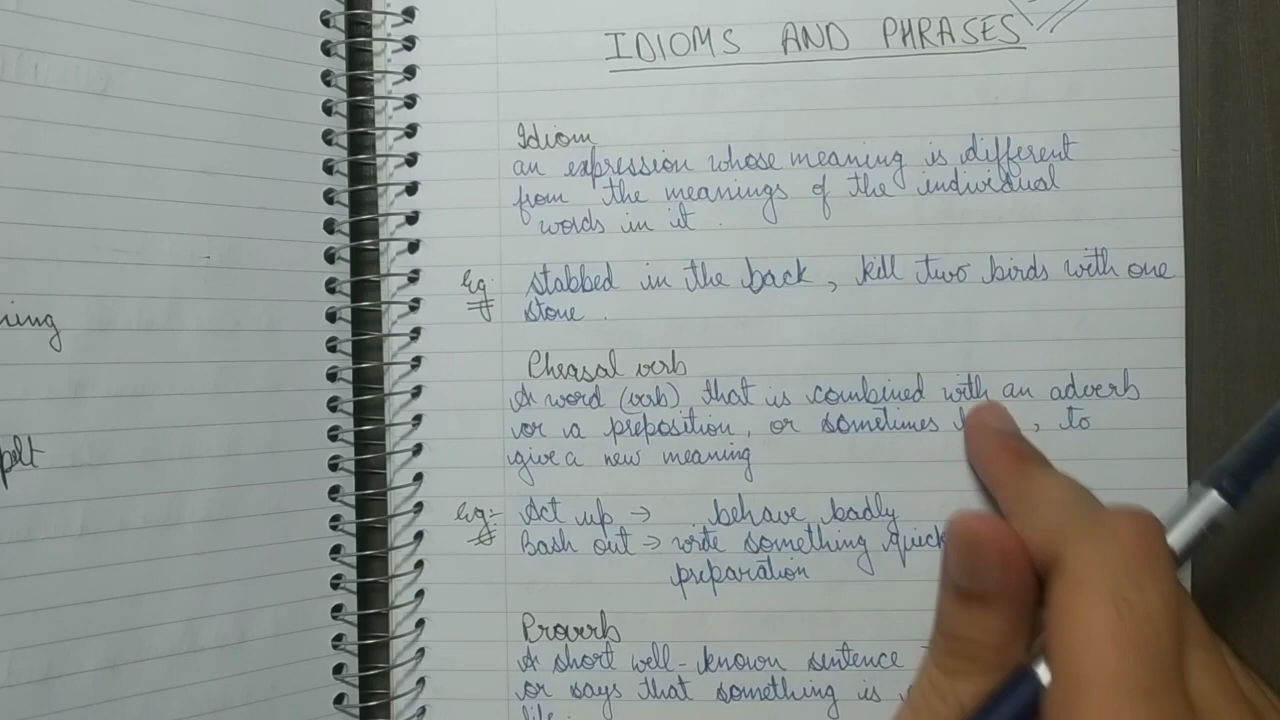 IDIOMS AND PHRASES
Idiom
an expression whose meaning is different
from the meanings of the individual
words in it.
Eg: stabbed in the back, kill two birds with one
stone.
Phrasal verb
A word (verb) that is combined with an adverb
or a preposition, or sometimes , to
give a new meaning
Eg:- Act up → behave badly
Bash out → write something
preparation
Proverb
A short well-known sentence
or says that something is
life.